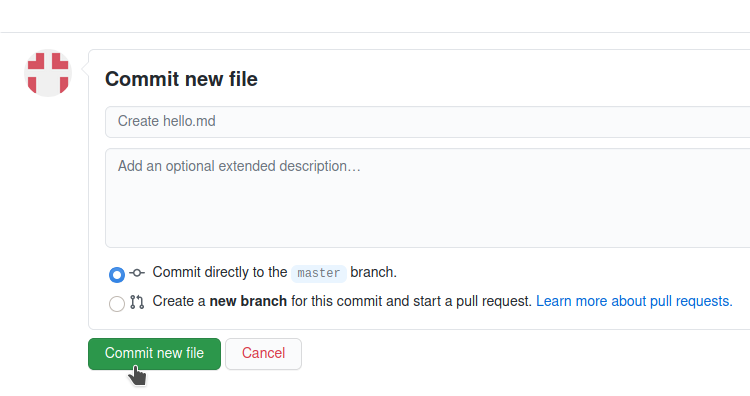 Commit new file
Create hello.md
Add an optional extended description…
Commit directly to the master branch.
Create a new branch for this commit and start a pull request. Learn more about pull requests.
Commit new file
Cancel